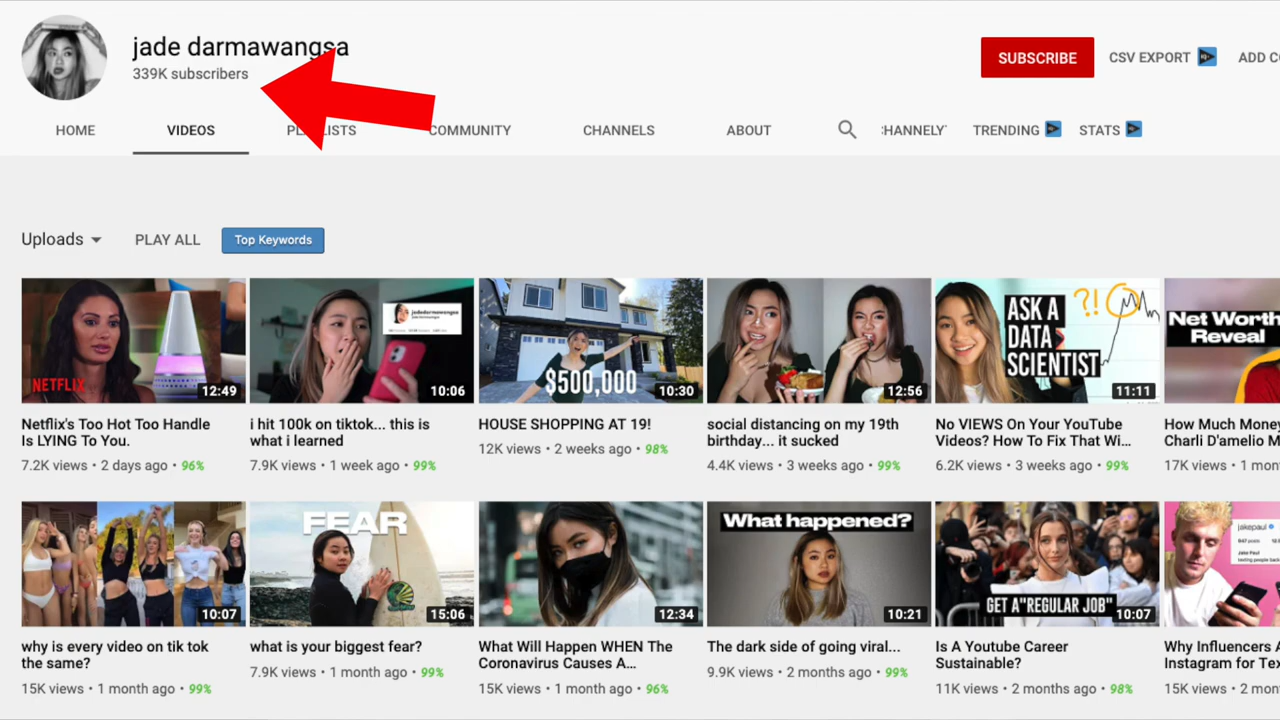 jade darmawangsa
339K subscribers
SUBSCRIBE
CSV EXPORT
ADD
HOME
VIDEOS
COMMUNITY
CHANNELS
ABOUT
TRENDING
STATS
Uploads
PLAY ALL
Top Keywords
NETFLIX
12:49
jadedarmawangsa
10:06
$500,000
10:30
12:56
ASK A
DATA
SCIENTIST
?!
11:11
Net Worth
Reveal
Netflix's Too Hot Too Handle
Is LYING To You.
7.2K views • 2 days ago • 96%
i hit 100k on tiktok... this is
what i learned
7.9K views • 1 week ago • 99%
HOUSE SHOPPING AT 19!
12K views • 2 weeks ago • 98%
social distancing on my 19th
birthday... it sucked
4.4K views • 3 weeks ago • 99%
No VIEWS On Your YouTube
Videos? How To Fix That Wi...
6.2K views • 3 weeks ago • 99%
How Much Money
Charli D'amelio M
17K views • 1 mon
10:07
FEAR
15:06
12:34
What happened?
10:21
GET A "REGULAR JOB"
10:07
jakepaul
Jake Paul
why is every video on tik tok
the same?
15K views • 1 month ago • 99%
what is your biggest fear?
7.9K views • 1 month ago • 99%
What Will Happen WHEN The
Coronavirus Causes A...
15K views • 1 month ago • 96%
The dark side of going viral...
9.9K views • 2 months ago • 99%
Is A Youtube Career
Sustainable?
11K views • 2 months ago • 98%
Why Influencers A
Instagram for Tex
15K views • 2 mon